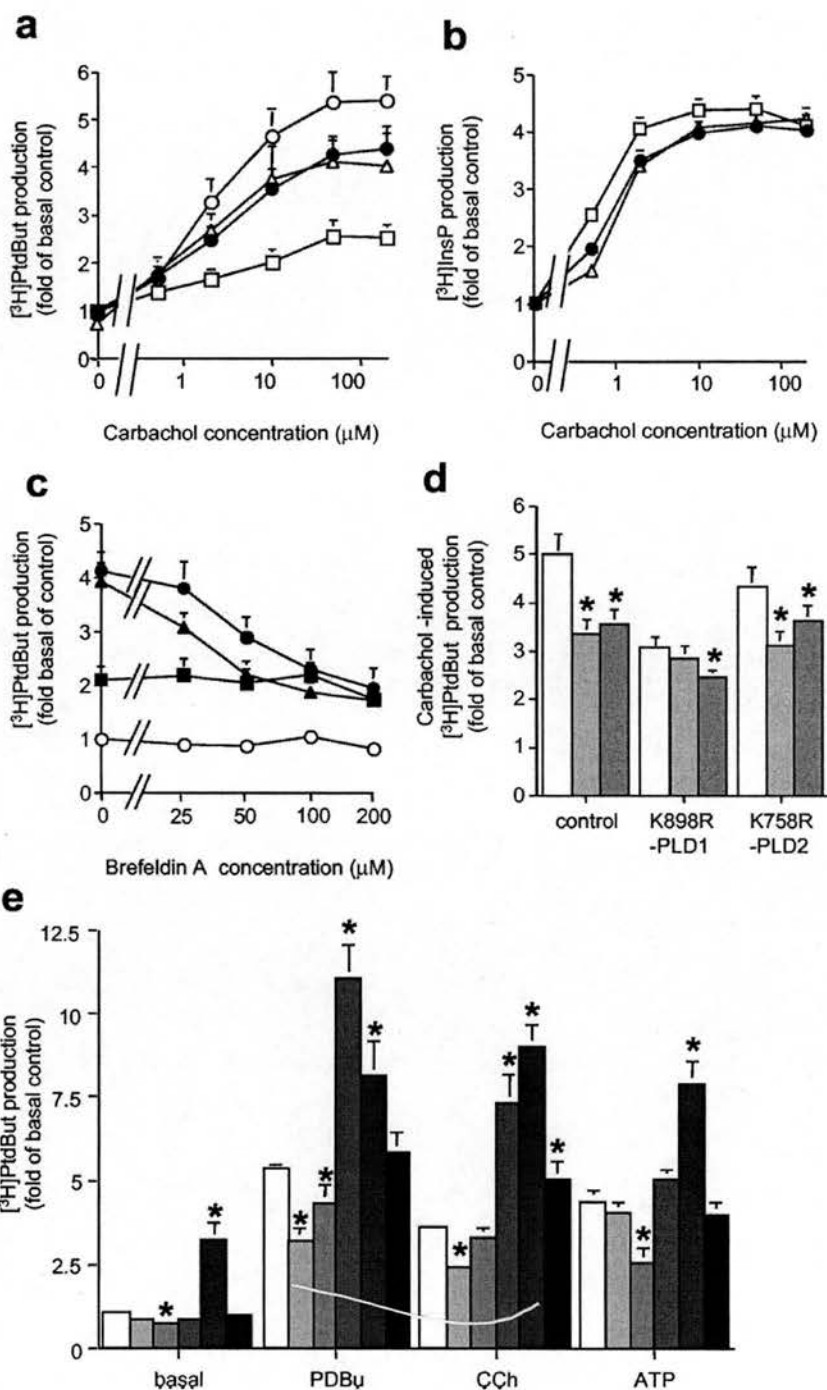 a
[³H]PtdBut production
(fold of basal control)
6
5
4
3
2
1
0
0
1
10
100
Carbachol concentration (μM)
b
[³H]InsP production
(fold of basal control)
5
4
3
2
1
0
0
1
10
100
Carbachol concentration (μM)
c
[³H]PtdBut production
(fold basal of control)
5
4
3
2
1
0
0
25
50
100
200
Brefeldin A concentration (μM)
d
Carbachol -induced
[³H]PtdBut production
(fold of basal control)
6
5
4
3
2
1
0
* * * * *
control
K898R
-PLD1
K758R
-PLD2
e
[³H]PtdBut production
(fold of basal control)
12.5
10
7.5
5
2.5
0
* * * * * * * * * * *
basal
PDBu
CCh
ATP